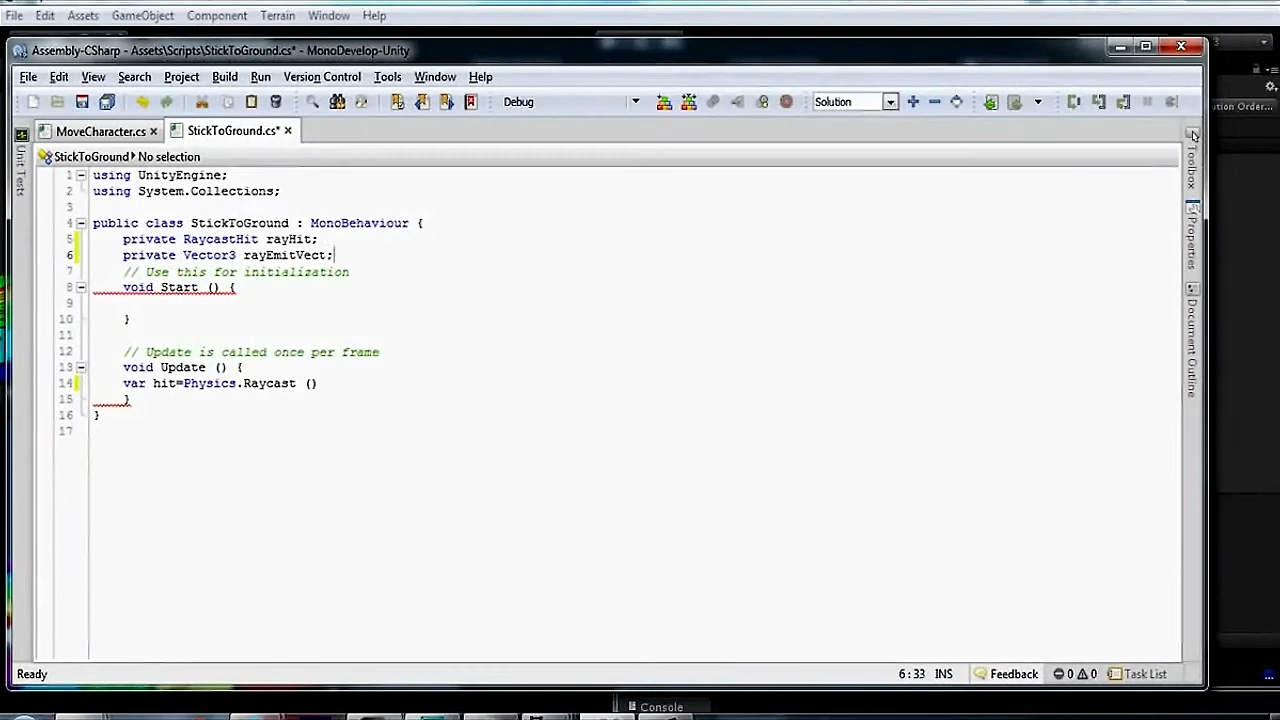 File Edit Assets GameObject Component Terrain Window Help
Assembly-CSharp - Assets\Scripts\StickToGround.cs* - MonoDevelop-Unity
3
File Edit View Search Project Build Run Version Control Tools Window Help
Debug
Solution
tion Order...
MoveCharacter.cs
StickToGround.cs*
Unit Tests
StickToGround No selection
Toolbox
Properties
Document Outline
1 using UnityEngine;
2 using System.Collections;
3
4 public class StickToGround : MonoBehaviour {
5 private RaycastHit rayHit;
6 private Vector3 rayEmitVect;
7 // Use this for initialization
8 void Start () {
9
10 }
11
12 // Update is called once per frame
13 void Update () {
14 var hit=Physics.Raycast ()
15 }
16 }
17
Ready
6:33 INS
Feedback
0 0
Task List
Console